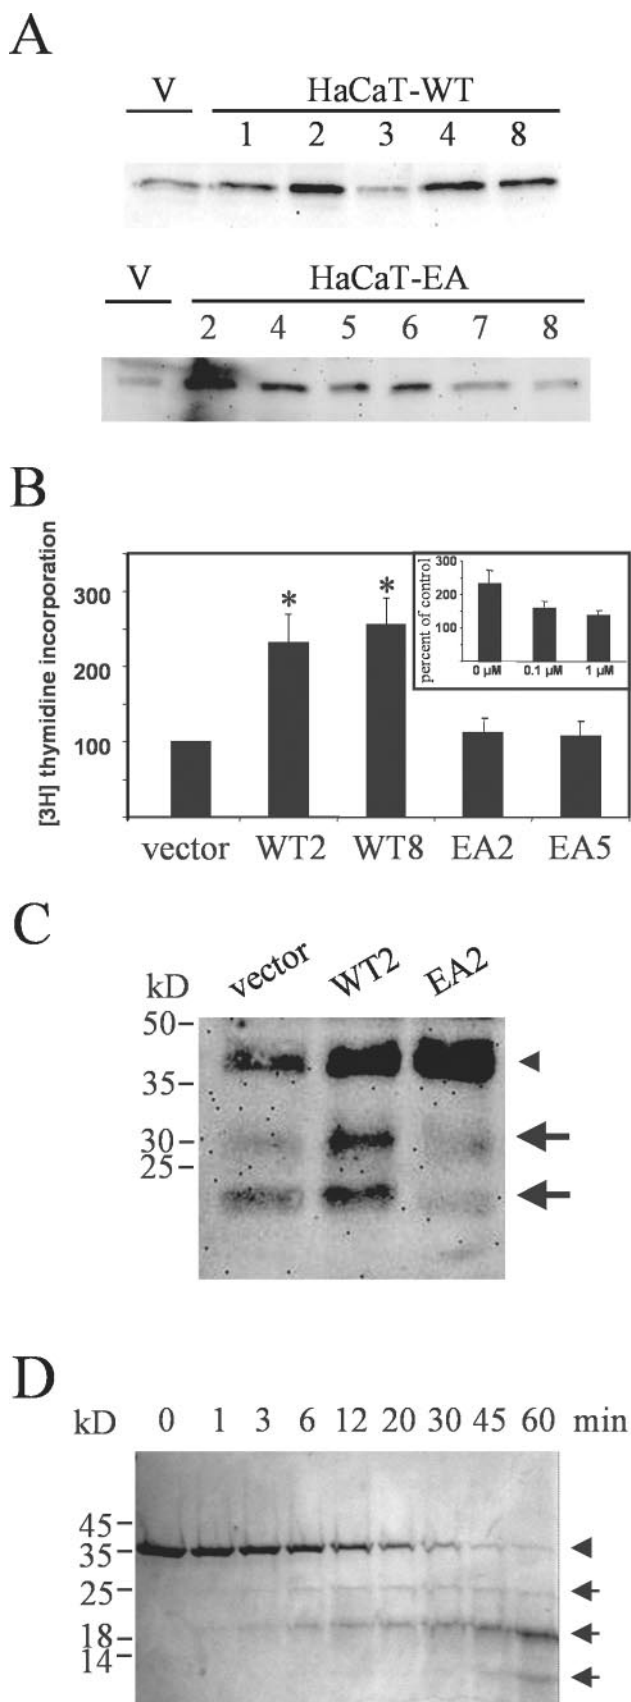 A
V HaCaT-WT
1 2 3 4 8
V HaCaT-EA
2 4 5 6 7 8
B
[3H] thymidine incorporation
300
200
100
percent of control
300
200
100
0 µM 0.1 µM 1 µM
* *
vector WT2 WT8 EA2 EA5
C
kD vector WT2 EA2
50
35
30
25
D
kD 0 1 3 6 12 20 30 45 60 min
45
35
25
18
14